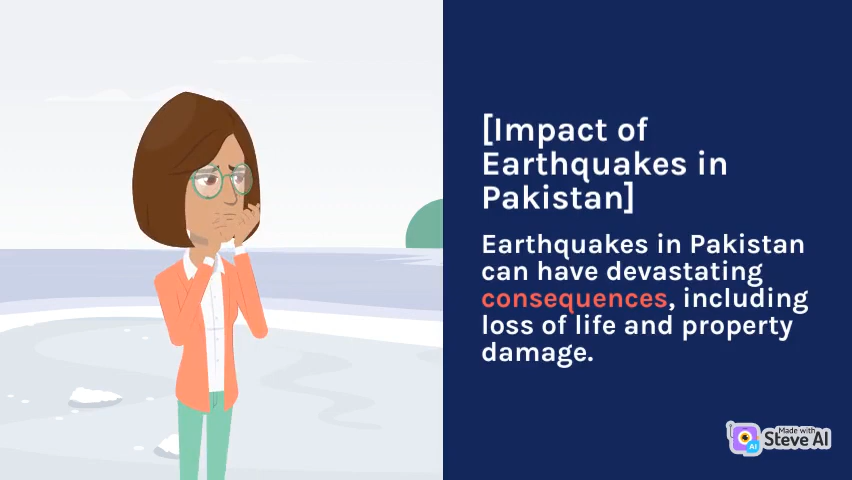 [Impact of
Earthquakes in
Pakistan]
Earthquakes in Pakistan
can have devastating
consequences, including
loss of life and property
damage.
Made with
Steve AI
AI